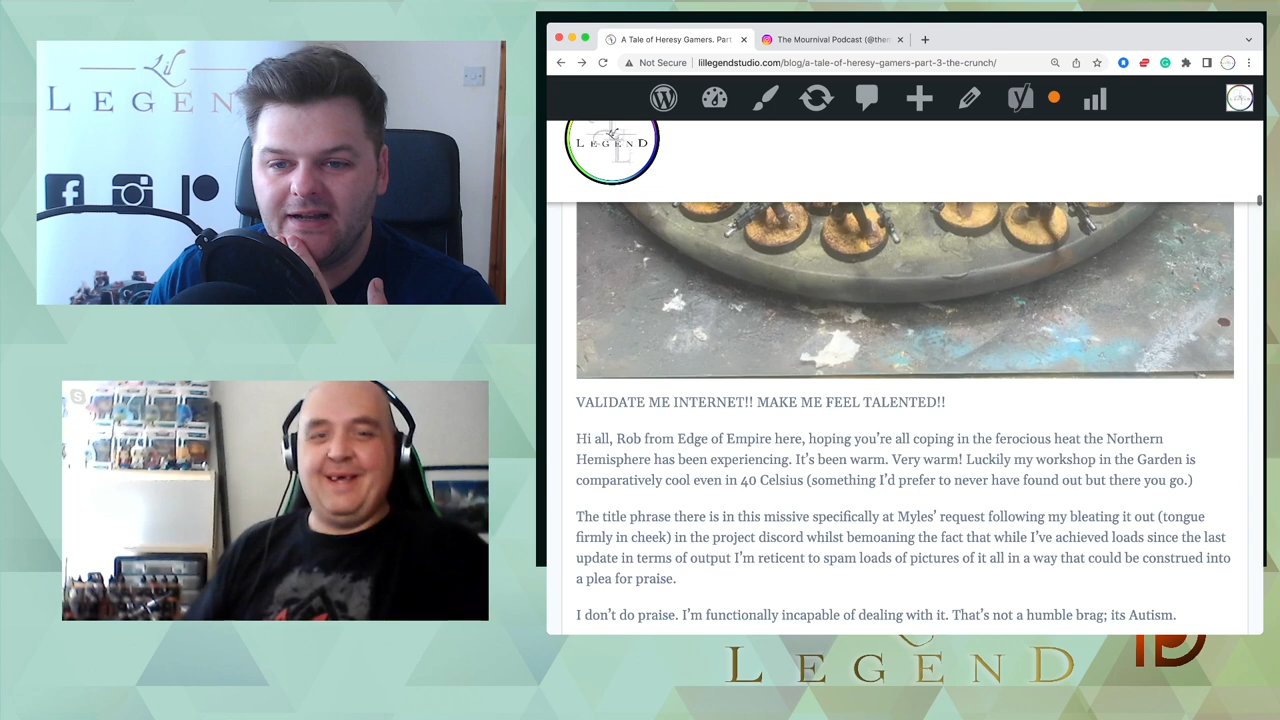 Lil
LEGEND
A Tale of Heresy Gamers. Part
The Mournival Podcast (@them
Not Secure
lillegendstudio.com/blog/a-tale-of-heresy-gamers-part-3-the-crunch/
LEGEND
VALIDATE ME INTERNET!! MAKE ME FEEL TALENTED!!
Hi all, Rob from Edge of Empire here, hoping you’re all coping in the ferocious heat the Northern
Hemisphere has been experiencing. It’s been warm. Very warm! Luckily my workshop in the Garden is
comparatively cool even in 40 Celsius (something I’d prefer to never have found out but there you go.)
The title phrase there is in this missive specifically at Myles’ request following my bleating it out (tongue
firmly in cheek) in the project discord whilst bemoaning the fact that while I’ve achieved loads since the last
update in terms of output I’m reticent to spam loads of pictures of it all in a way that could be construed into
a plea for praise.
I don’t do praise. I’m functionally incapable of dealing with it. That’s not a humble brag; its Autism.
LEGEND